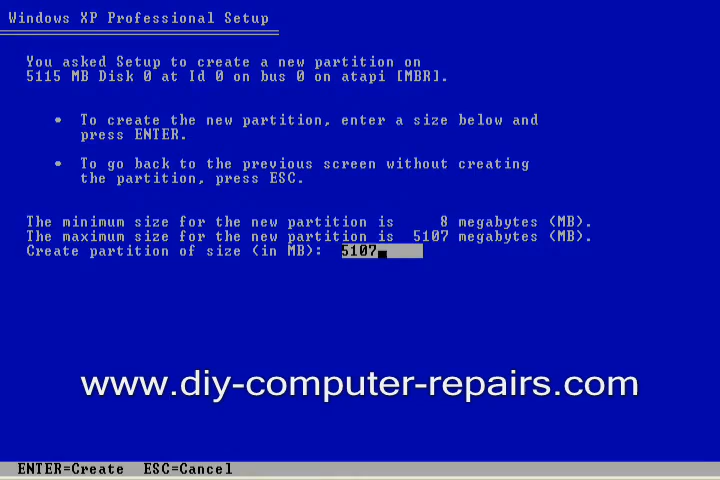 Windows XP Professional Setup
You asked Setup to create a new partition on
5115 MB Disk 0 at Id 0 on bus 0 on atapi [MBR].
• To create the new partition, enter a size below and
press ENTER.
• To go back to the previous screen without creating
the partition, press ESC.
The minimum size for the new partition is 8 megabytes (MB).
The maximum size for the new partition is 5107 megabytes (MB).
Create partition of size (in MB): 5107
www.diy-computer-repairs.com
ENTER=Create ESC=Cancel